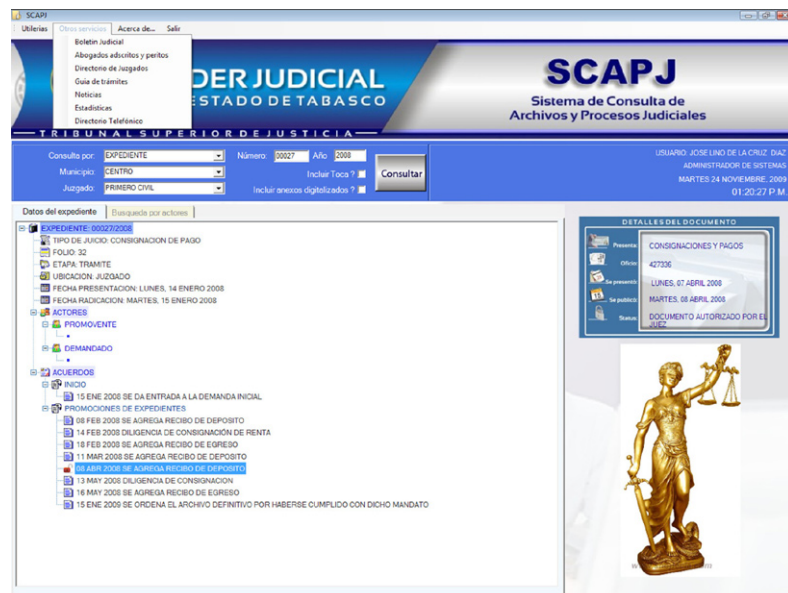 SCAPJ
Utilerias Otros servicios Acerca de... Salir
Boletin Judicial
Abogados adscritos y peritos
Directorio de Juzgados
Guia de trámites
Noticias
Estadisticas
Directorio Telefónico
DER JUDICIAL
ESTADO DE TABASCO
TRIBUNAL SUPERIOR DE JUSTICIA
SCAPJ
Sistema de Consulta de
Archivos y Procesos Judiciales
Consulta por: EXPEDIENTE Número: 00027 Año 2008
Municipio: CENTRO Incluir Toca ?
Juzgado: PRIMERO CIVIL Incluir anexos digitalizados ?
Consultar
USUARIO: JOSE LINO DE LA CRUZ DIAZ
ADMINISTRADOR DE SISTEMAS
MARTES 24 NOVIEMBRE, 2009
01:20:27 P.M.
Datos del expediente Busqueda por actores
EXPEDIENTE: 00027/2008
TIPO DE JUICIO: CONSIGNACION DE PAGO
FOLIO: 32
ETAPA: TRAMITE
UBICACION: JUZGADO
FECHA PRESENTACION: LUNES, 14 ENERO 2008
FECHA RADICACION: MARTES, 15 ENERO 2008
ACTORES
PROMOVENTE
DEMANDADO
ACUERDOS
INICIO
15 ENE 2008 SE DA ENTRADA A LA DEMANDA INICIAL
PROMOCIONES DE EXPEDIENTES
08 FEB 2008 SE AGREGA RECIBO DE DEPOSITO
14 FEB 2008 DILIGENCIA DE CONSIGNACIÓN DE RENTA
18 FEB 2008 SE AGREGA RECIBO DE EGRESO
11 MAR 2008 SE AGREGA RECIBO DE DEPOSITO
08 ABR 2008 SE AGREGA RECIBO DE DEPOSITO
13 MAY 2008 DILIGENCIA DE CONSIGNACION
16 MAY 2008 SE AGREGA RECIBO DE EGRESO
15 ENE 2009 SE ORDENA EL ARCHIVO DEFINITIVO POR HABERSE CUMPLIDO CON DICHO MANDATO
DETALLES DEL DOCUMENTO
Presenta: CONSIGNACIONES Y PAGOS
Oficio: 427336
Se presentó: LUNES, 07 ABRIL 2008
Se publicó: MARTES, 08 ABRIL 2008
Status: DOCUMENTO AUTORIZADO POR EL
JUEZ